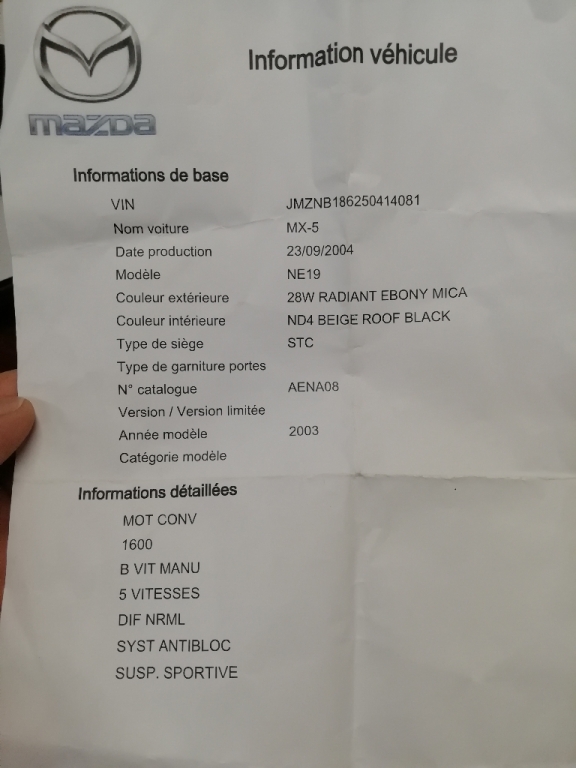 mazda
Information véhicule
Informations de base
VIN JMZNB186250414081
Nom voiture MX-5
Date production 23/09/2004
Modèle NE19
Couleur extérieure 28W RADIANT EBONY MICA
Couleur intérieure ND4 BEIGE ROOF BLACK
Type de siège STC
Type de garniture portes
N° catalogue AENA08
Version / Version limitée
Année modèle 2003
Catégorie modèle
Informations détaillées
MOT CONV
1600
B VIT MANU
5 VITESSES
DIF NRML
SYST ANTIBLOC
SUSP. SPORTIVE